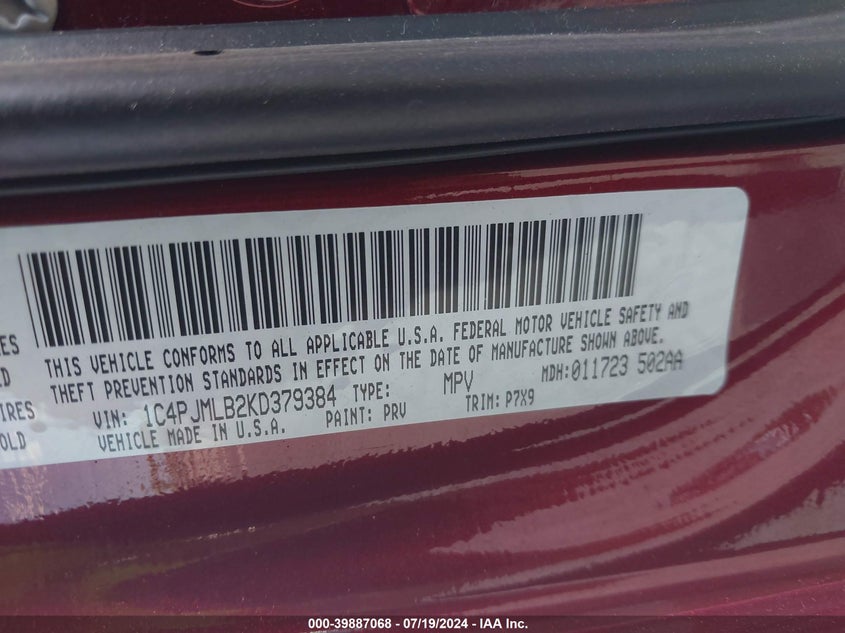 THIS VEHICLE CONFORMS TO ALL APPLICABLE U.S.A. FEDERAL MOTOR VEHICLE SAFETY AND
THEFT PREVENTION STANDARDS IN EFFECT ON THE DATE OF MANUFACTURE SHOWN ABOVE.
VIN: 1C4PJMLB2KD379384 TYPE: MPV MDH:011723 502AA
VEHICLE MADE IN U.S.A. PAINT: PRV TRIM: P7X9
000-39887068 / 07/19/2024 - IAA Inc.